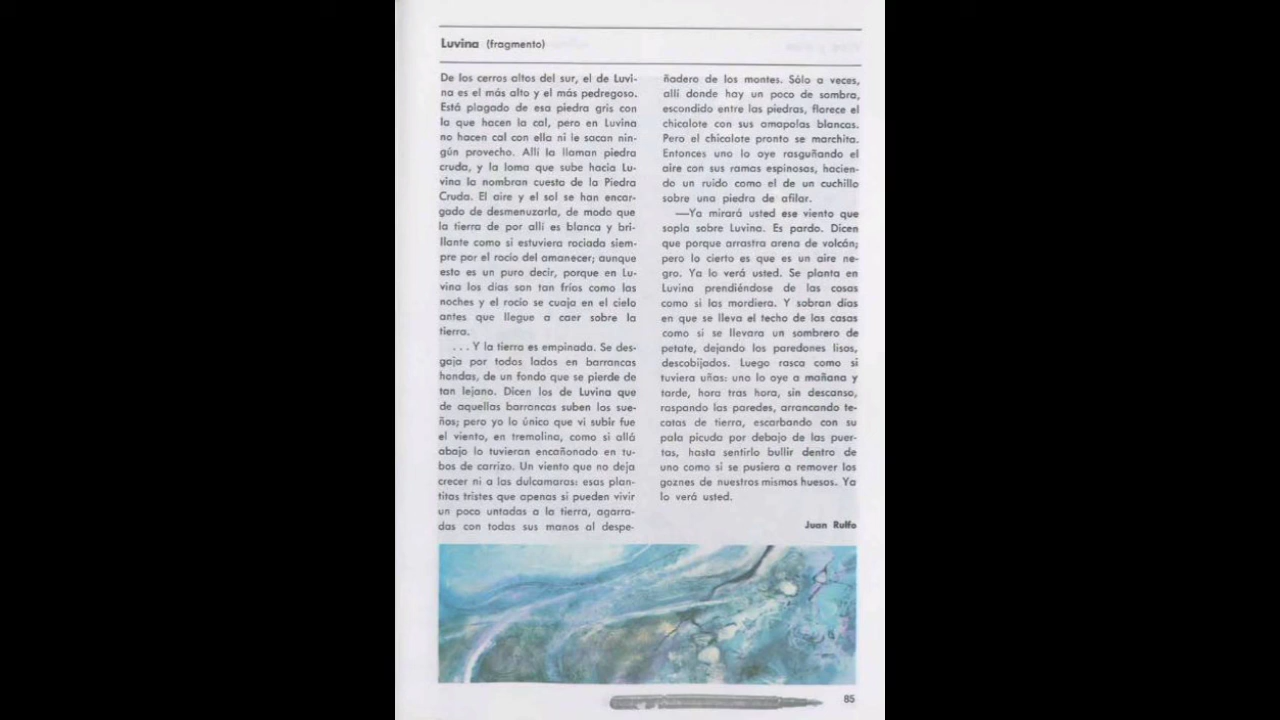 Luvina (fragmento)
De los cerros altos del sur, el de Luvi-
na es el más alto y el más pedregoso.
Está plagado de esa piedra gris con
la que hacen la cal, pero en Luvina
no hacen cal con ella ni le sacan nin-
gún provecho. Allí la llaman piedra
cruda, y la loma que sube hacia Lu-
vina la nombran cuesta de la Piedra
Cruda. El aire y el sol se han encar-
gado de desmenuzarla, de modo que
la tierra de por allí es blanca y bri-
llante como si estuviera rociada siem-
pre por el rocío del amanecer; aunque
esto es un puro decir, porque en Lu-
vina los días son tan fríos como las
noches y el rocío se cuaja en el cielo
antes que llegue a caer sobre la
tierra.
...Y la tierra es empinada. Se des-
gaja por todos lados en barrancas
hondas, de un fondo que se pierde de
tan lejano. Dicen los de Luvina que
de aquellas barrancas suben los sue-
ños; pero yo lo único que vi subir fue
el viento, en tremolina, como si allá
abajo lo tuvieran encañonado en tu-
bos de carrizo. Un viento que no deja
crecer ni a las dulcamaras: esas plan-
titas tristes que apenas si pueden vivir
un poco untadas a la tierra, agarra-
das con todas sus manos al despe-
ñadero de los montes. Sólo a veces,
allí donde hay un poco de sombra,
escondido entre las piedras, florece el
chicalote con sus amapolas blancas.
Pero el chicalote pronto se marchita.
Entonces uno lo oye rasguñando el
aire con sus ramas espinosas, hacien-
do un ruido como el de un cuchillo
sobre una piedra de afilar.
—Ya mirará usted ese viento que
sopla sobre Luvina. Es pardo. Dicen
que porque arrastra arena de volcán;
pero lo cierto es que es un aire ne-
gro. Ya lo verá usted. Se planta en
Luvina prendiéndose de las cosas
como si las mordiera. Y sobran días
en que se lleva el techo de las casas
como si se llevara un sombrero de
petate, dejando los paredones lisos,
descobijados. Luego rasca como si
tuviera uñas: uno lo oye a mañana y
tarde, hora tras hora, sin descanso,
raspando las paredes, arrancando te-
catas de tierra, escarbando con su
pala picuda por debajo de las puer-
tas, hasta sentirlo bullir dentro de
uno como si se pusiera a remover los
goznes de nuestros mismos huesos. Ya
lo verá usted.
Juan Rulfo
85